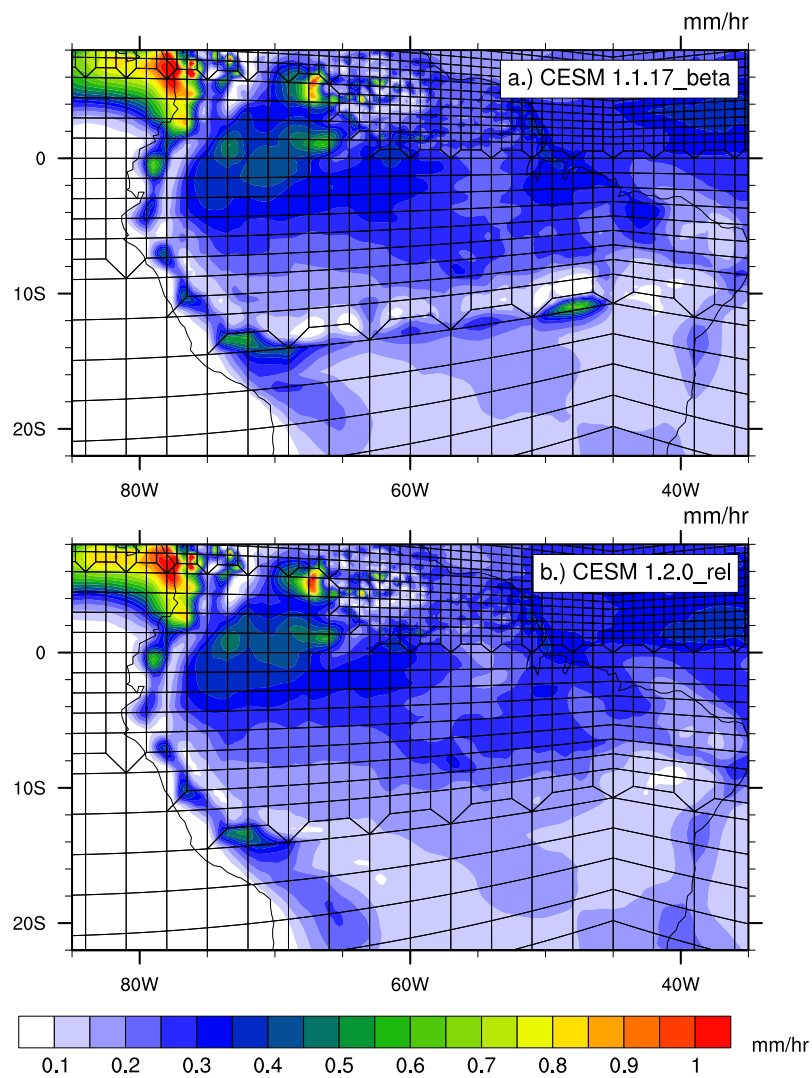 mm/hr
a.) CESM 1.1.17_beta
0
10S
20S
80W 60W 40W
mm/hr
b.) CESM 1.2.0_rel
0
10S
20S
80W 60W 40W
0.1 0.2 0.3 0.4 0.5 0.6 0.7 0.8 0.9 1 mm/hr